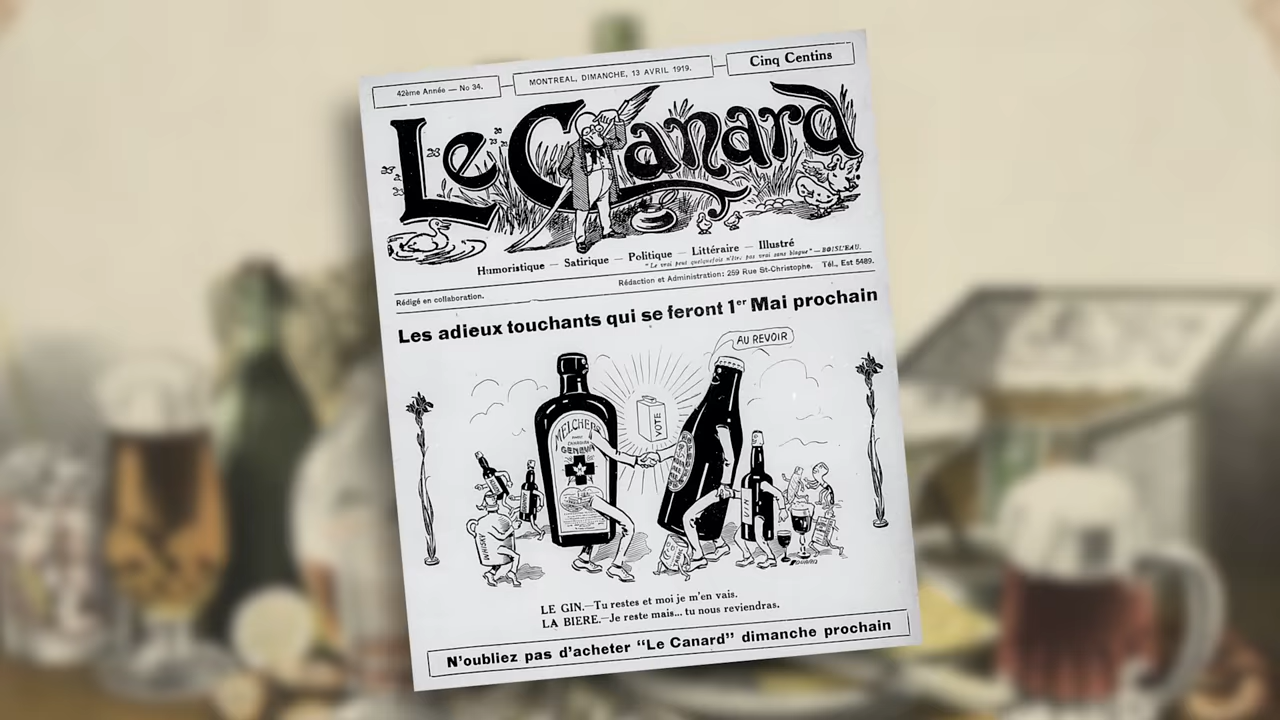 42ème Année — No 34.
MONTREAL, DIMANCHE, 13 AVRIL 1919.
Cinq Centins
Le Canard
Humoristique — Satirique — Politique — Littéraire — Illustré
"Le vrai peut quelquefois n'être pas vrai sans blague" — BOISL'EAU.
Rédigé en collaboration.
Rédaction et Administration: 259 Rue St-Christophe. Tél., Est 5489.
Les adieux touchants qui se feront 1er Mai prochain
AU REVOIR
VOTE
MELCHERS
CANADIAN
GENEVA
VIN
WHISKY
LE GIN.—Tu restes et moi je m'en vais.
LA BIERE.—Je reste mais... tu nous reviendras.
N'oubliez pas d'acheter "Le Canard" dimanche prochain